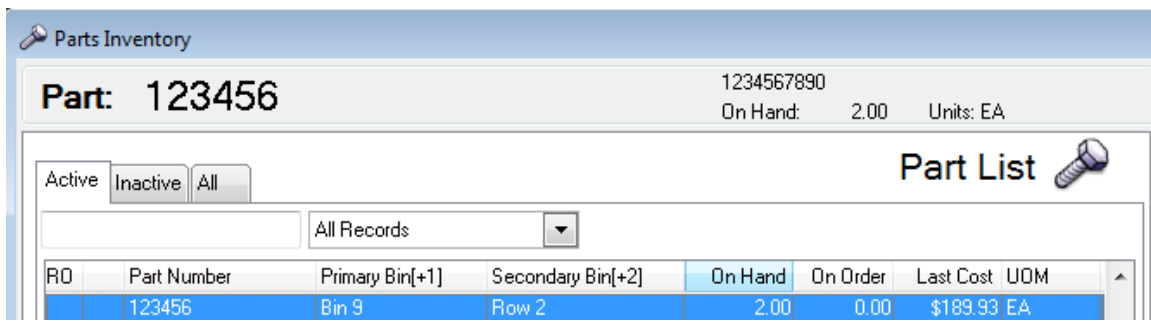 Parts Inventory
Part: 123456
1234567890
On Hand: 2.00 Units: EA
Part List
Active Inactive All
All Records
RO Part Number Primary Bin[+1] Secondary Bin[+2] On Hand On Order Last Cost UOM
123456 Bin 9 Row 2 2.00 0.00 $189.93 EA